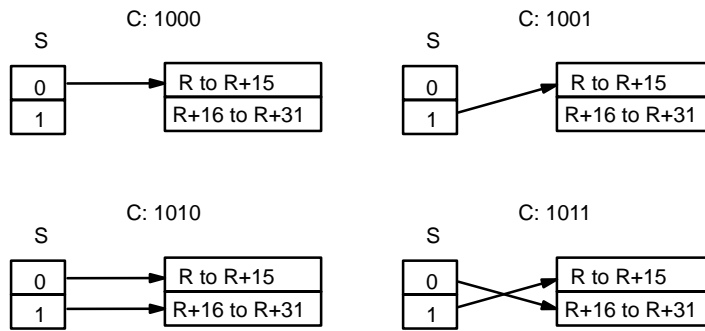 C: 1000
S
0
R to R+15
1
R+16 to R+31
C: 1001
S
0
R to R+15
1
R+16 to R+31
C: 1010
S
0
R to R+15
1
R+16 to R+31
C: 1011
S
0
R to R+15
1
R+16 to R+31